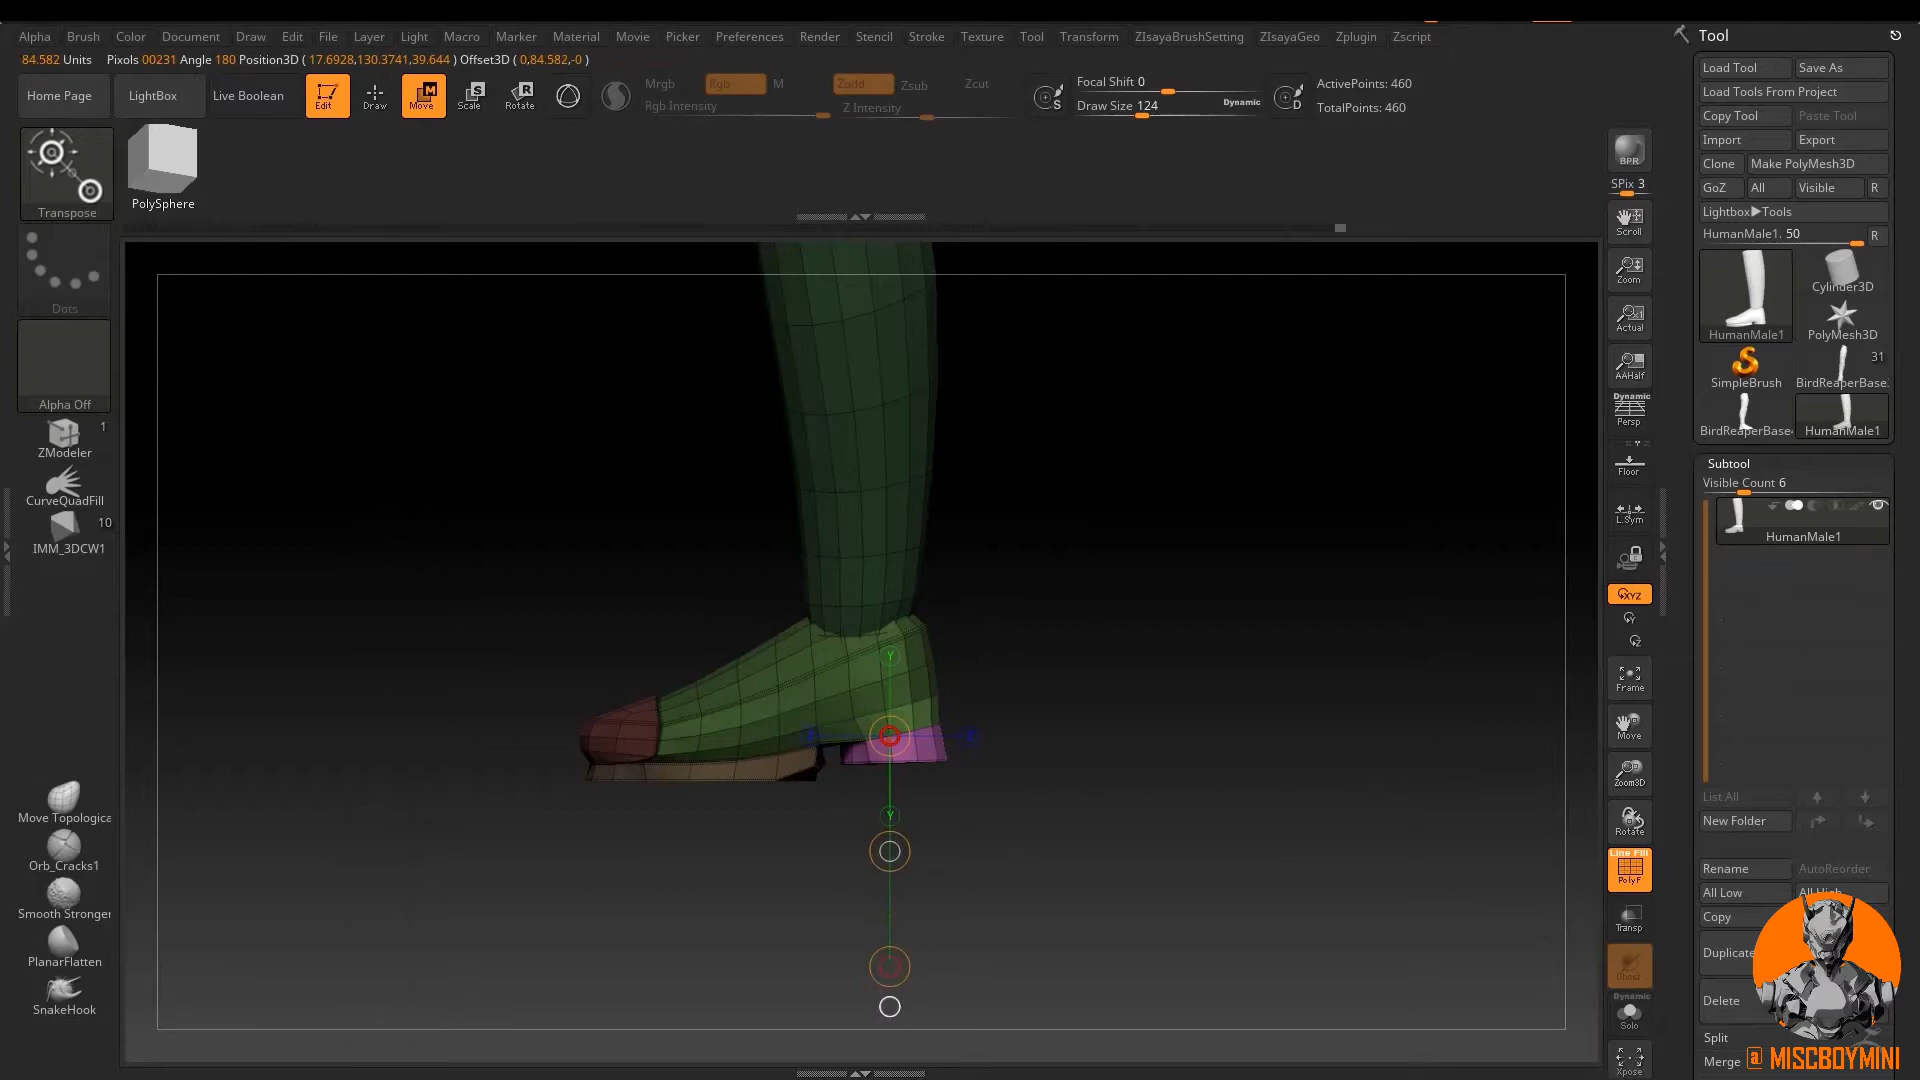 Alpha Brush Color Document Draw Edit File Layer Light Macro Marker Material Movie Picker Preferences Render Stencil Stroke Texture Tool Transform ZIsayaBrushSetting ZIsayaGeo Zplugin Zscript
84.582 Units Pixols 00231 Angle 180 Position3D ( 17.6928,130.3741,39.644 ) Offset3D ( 0,84.582,-0 )
Home Page LightBox Live Boolean Edit Draw Move Scale Rotate
Mrgb Rgb M Zadd Zsub Zcut
Rgb Intensity Z Intensity
S Focal Shift 0
Draw Size 124 Dynamic D
ActivePoints: 460
TotalPoints: 460
Transpose
PolySphere
Dots
Alpha Off
1
ZModeler
CurveQuadFill
10
IMM_3DCW1
Move Topologica
Orb_Cracks1
Smooth Stronger
PlanarFlatten
SnakeHook
Y
Y
BPR
SPix 3
Scroll
Zoom
Actual
AAHalf
Dynamic
Persp
Floor
L.Sym
XYZ
Frame
Move
Zoom3D
Rotate
Line Fill
PolyF
Transp
Ghost
Dynamic
Solo
Xpose
Tool
Load Tool Save As
Load Tools From Project
Copy Tool Paste Tool
Import Export
Clone Make PolyMesh3D
GoZ All Visible R
Lightbox▶Tools
HumanMale1. 50 R
HumanMale1 Cylinder3D
PolyMesh3D
31
SimpleBrush BirdReaperBase
BirdReaperBase HumanMale1
Subtool
Visible Count 6
HumanMale1
List All
New Folder
Rename AutoReorder
All Low All High
Copy
Duplicate
Delete
Split
Merge
@ MISCBOYMINI